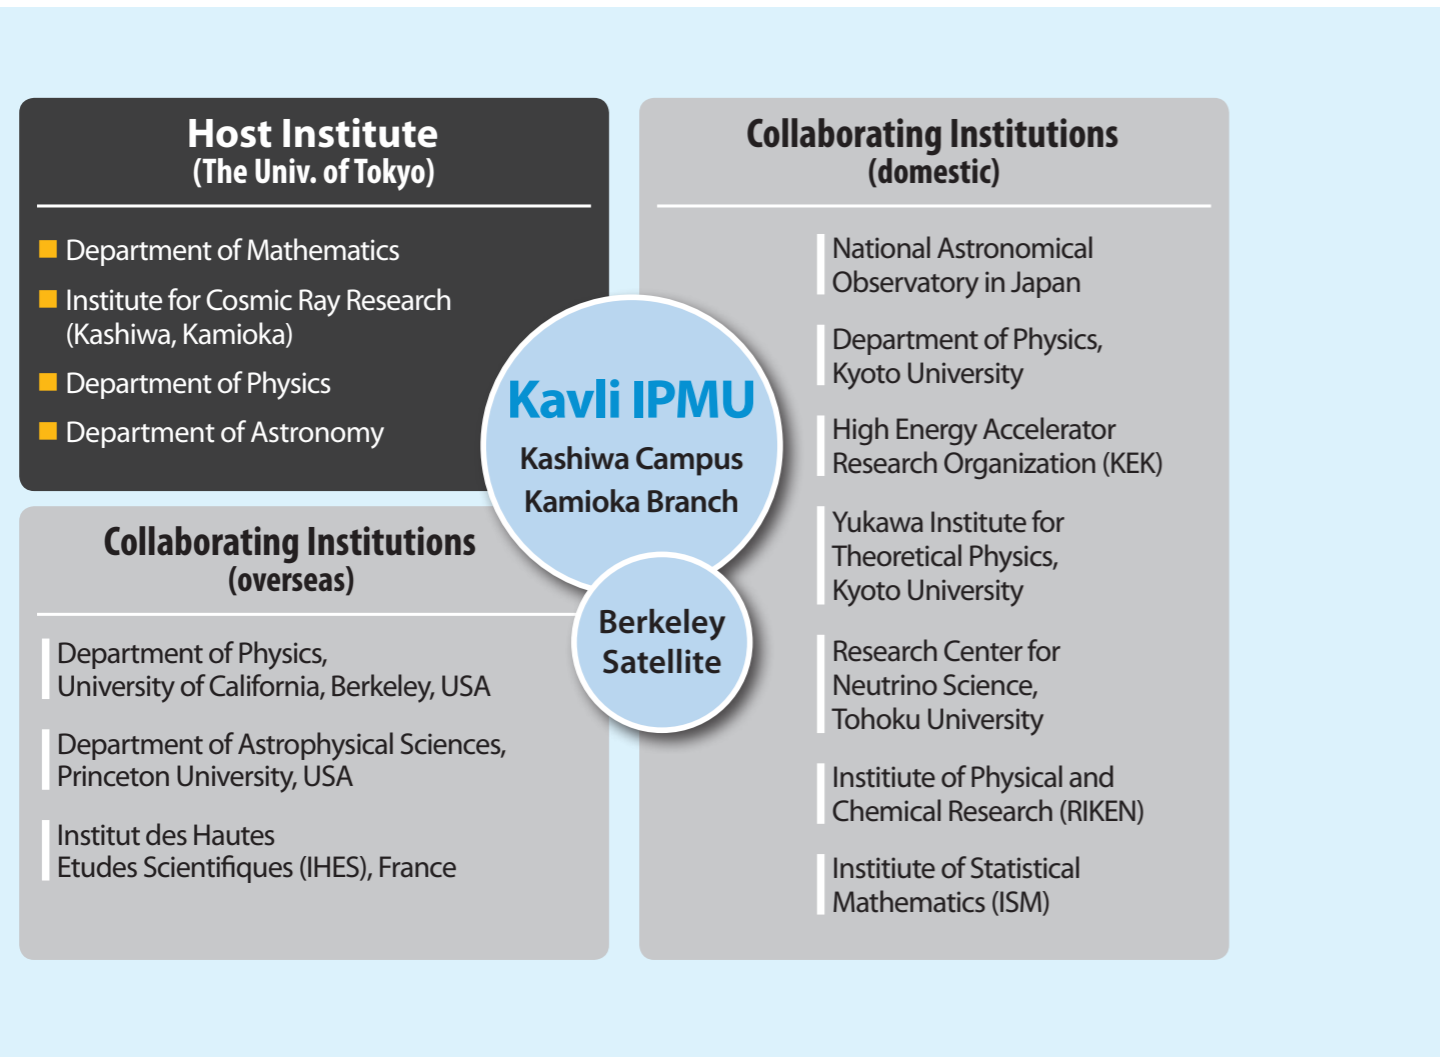 Host Institute
(The Univ. of Tokyo)
Department of Mathematics
Institute for Cosmic Ray Research
(Kashiwa, Kamioka)
Department of Physics
Department of Astronomy
Collaborating Institutions
(overseas)
Department of Physics,
University of California, Berkeley, USA
Department of Astrophysical Sciences,
Princeton University, USA
Institut des Hautes
Etudes Scientifiques (IHES), France
Kavli IPMU
Kashiwa Campus
Kamioka Branch
Berkeley
Satellite
Collaborating Institutions
(domestic)
National Astronomical
Observatory in Japan
Department of Physics,
Kyoto University
High Energy Accelerator
Research Organization (KEK)
Yukawa Institute for
Theoretical Physics,
Kyoto University
Research Center for
Neutrino Science,
Tohoku University
Institiute of Physical and
Chemical Research (RIKEN)
Institiute of Statistical
Mathematics (ISM)